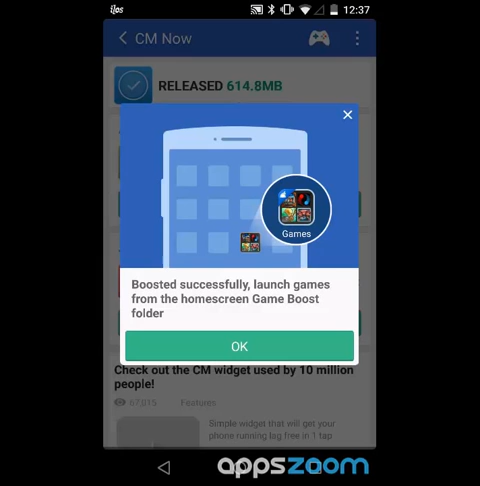 12:37
CM Now
RELEASED 614.8MB
Games
Boosted successfully, launch games
from the homescreen Game Boost
folder
OK
Check out the CM widget used by 10 million
people!
67,015 Features
Simple widget that will get your
phone running lag free in 1 tap
appszoom